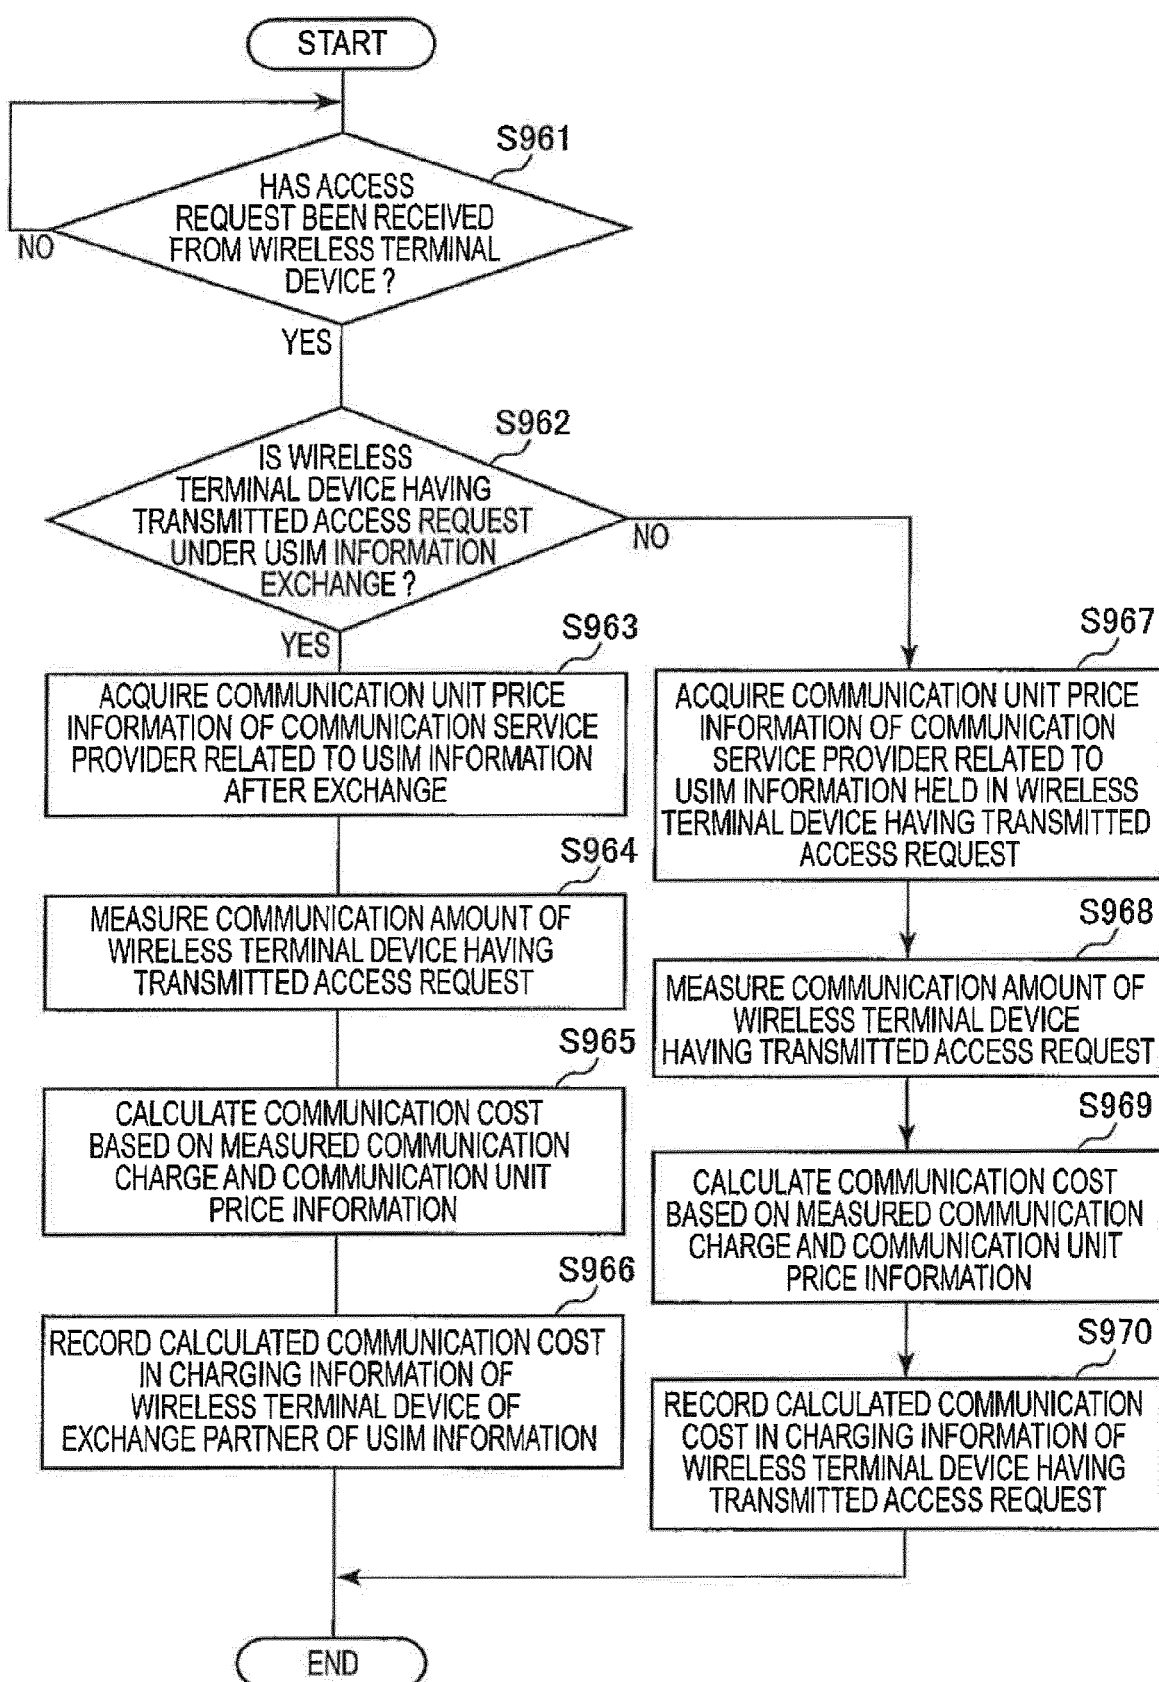 START
S961
HAS ACCESS
REQUEST BEEN RECEIVED
FROM WIRELESS TERMINAL
DEVICE ?
NO
YES
S962
IS WIRELESS
TERMINAL DEVICE HAVING
TRANSMITTED ACCESS REQUEST
UNDER USIM INFORMATION
EXCHANGE ?
NO
YES
S963
ACQUIRE COMMUNICATION UNIT PRICE
INFORMATION OF COMMUNICATION SERVICE
PROVIDER RELATED TO USIM INFORMATION
AFTER EXCHANGE
S964
MEASURE COMMUNICATION AMOUNT OF
WIRELESS TERMINAL DEVICE HAVING
TRANSMITTED ACCESS REQUEST
S965
CALCULATE COMMUNICATION COST
BASED ON MEASURED COMMUNICATION
CHARGE AND COMMUNICATION UNIT
PRICE INFORMATION
S966
RECORD CALCULATED COMMUNICATION COST
IN CHARGING INFORMATION OF
WIRELESS TERMINAL DEVICE OF
EXCHANGE PARTNER OF USIM INFORMATION
S967
ACQUIRE COMMUNICATION UNIT PRICE
INFORMATION OF COMMUNICATION
SERVICE PROVIDER RELATED TO
USIM INFORMATION HELD IN WIRELESS
TERMINAL DEVICE HAVING TRANSMITTED
ACCESS REQUEST
S968
MEASURE COMMUNICATION AMOUNT OF
WIRELESS TERMINAL DEVICE
HAVING TRANSMITTED ACCESS REQUEST
S969
CALCULATE COMMUNICATION COST
BASED ON MEASURED COMMUNICATION
CHARGE AND COMMUNICATION UNIT
PRICE INFORMATION
S970
RECORD CALCULATED COMMUNICATION
COST IN CHARGING INFORMATION OF
WIRELESS TERMINAL DEVICE HAVING
TRANSMITTED ACCESS REQUEST
END